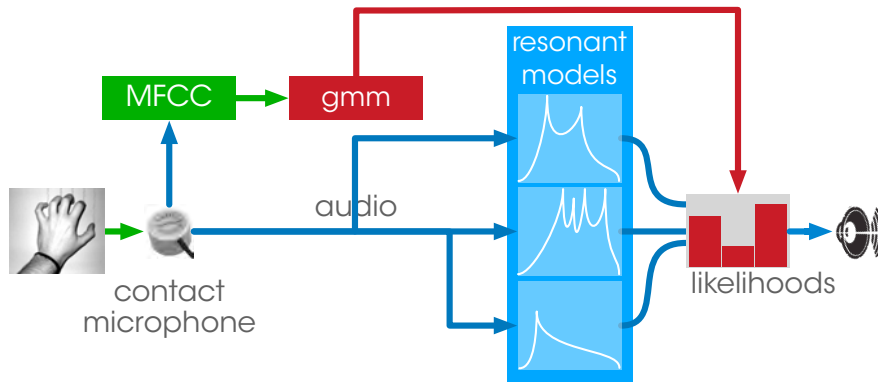 resonant
models
MFCC
gmm
audio
contact
microphone
likelihoods